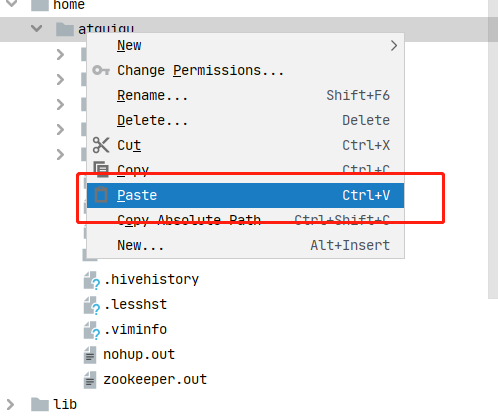 home
atguigu
New
Change Permissions...
Rename... Shift+F6
Delete... Delete
Cut Ctrl+X
Copy Ctrl+C
Paste Ctrl+V
Copy Absolute Path Ctrl+Shift+C
New... Alt+Insert
.hivehistory
.lesshst
.viminfo
nohup.out
zookeeper.out
lib